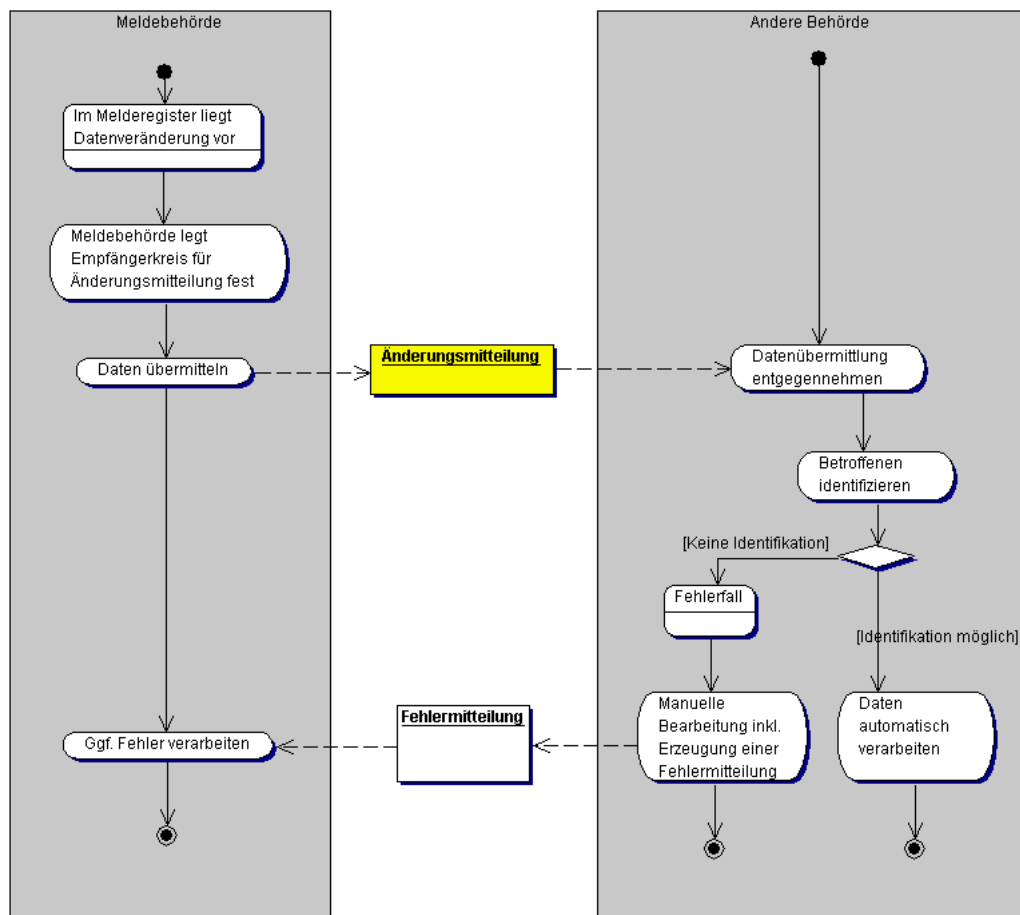 Meldebehörde
Im Melderegister liegt
Datenveränderung vor
Meldebehörde legt
Empfängerkreis für
Änderungsmitteilung fest
Daten übermitteln
Änderungsmitteilung
Andere Behörde
Datenübermittlung
entgegennehmen
Betroffenen
identifizieren
[Keine Identifikation]
Fehlerfall
[Identifikation möglich]
Manuelle
Bearbeitung inkl.
Erzeugung einer
Fehlermitteilung
Daten
automatisch
verarbeiten
Fehlermitteilung
Ggf. Fehler verarbeiten